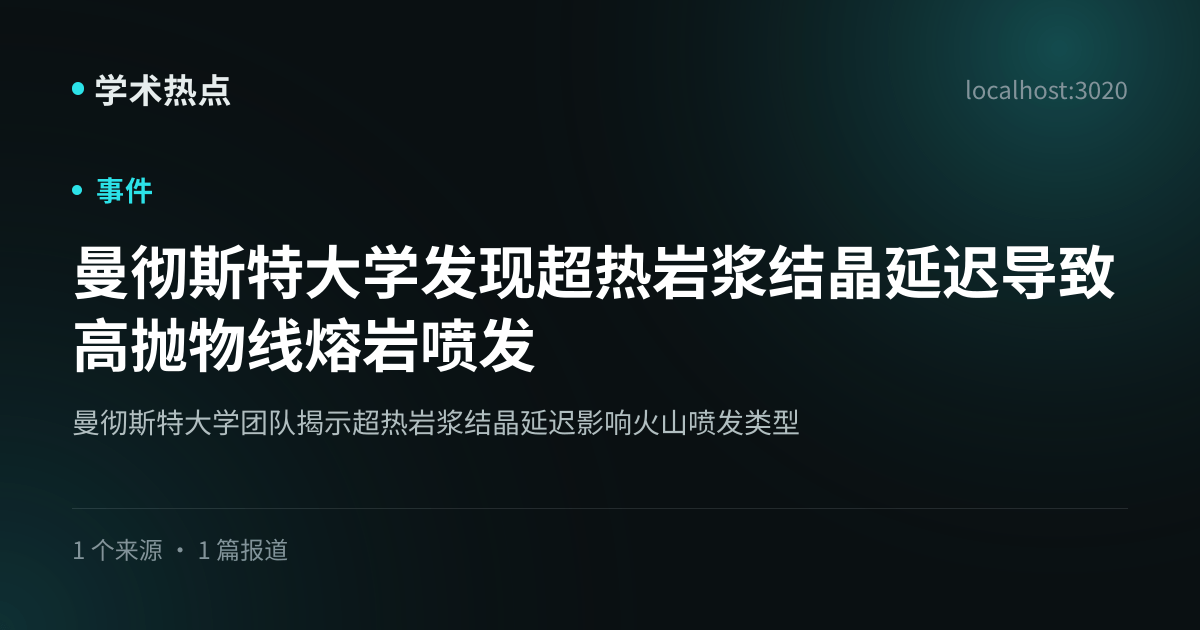 学术热点
localhost:3020
事件
曼彻斯特大学发现超热岩浆结晶延迟导致
高抛物线熔岩喷发
曼彻斯特大学团队揭示超热岩浆结晶延迟影响火山喷发类型
1 个来源 · 1 篇报道